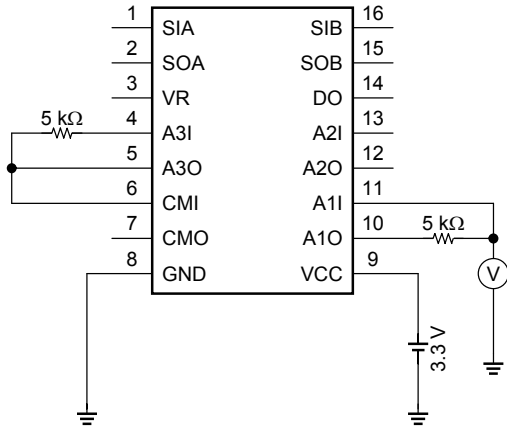 1 SIA SIB 16
2 SOA SOB 15
3 VR DO 14
5 kΩ 4 A3I A2I 13
5 A3O A2O 12
6 CMI A1I 11
7 CMO A1O 10 5 kΩ
8 GND VCC 9
V
3.3 V